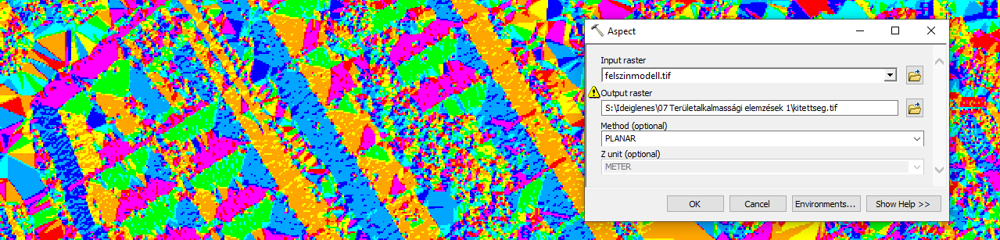 Aspect
Input raster
felszinmodell.tif
Output raster
S:\Ideiglenes\07 Területalkalmassági elemzések 1\kitettseg.tif
Method (optional)
PLANAR
Z unit (optional)
METER
OK
Cancel
Environments...
Show Help >>